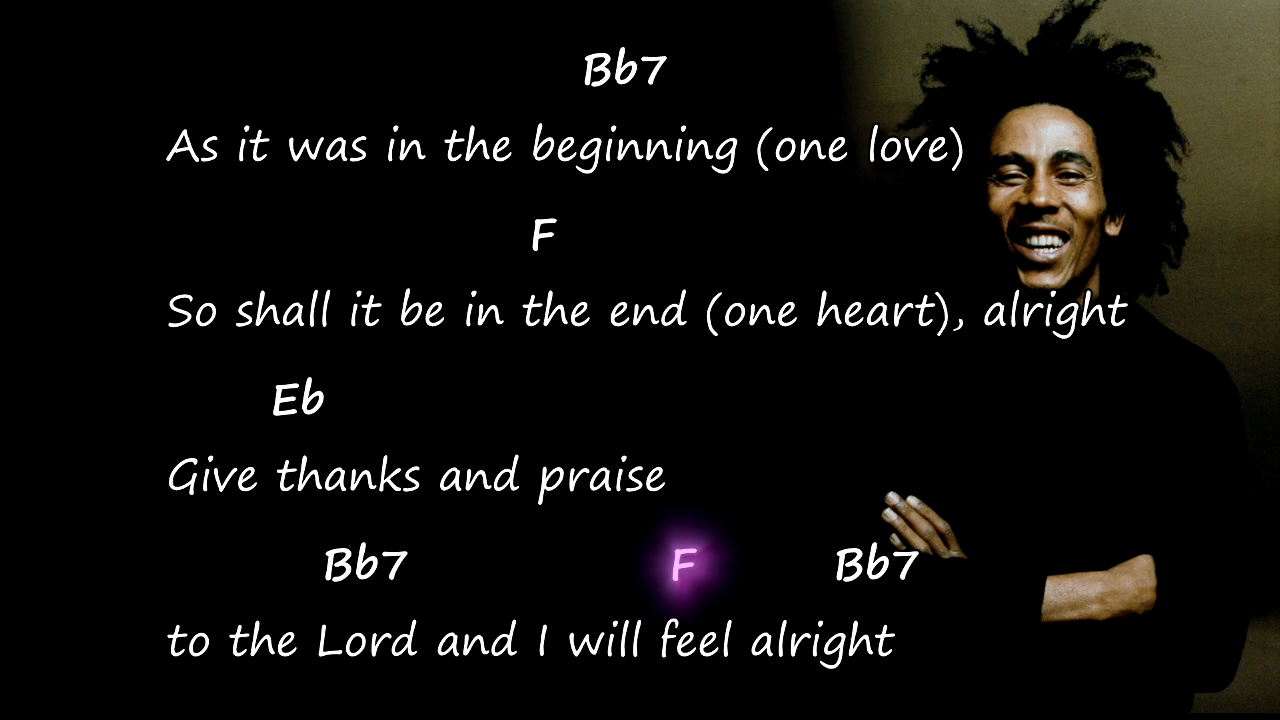 Bb7
As it was in the beginning (one love)
F
So shall it be in the end (one heart), alright
Eb
Give thanks and praise
Bb7 F Bb7
to the Lord and I will feel alright